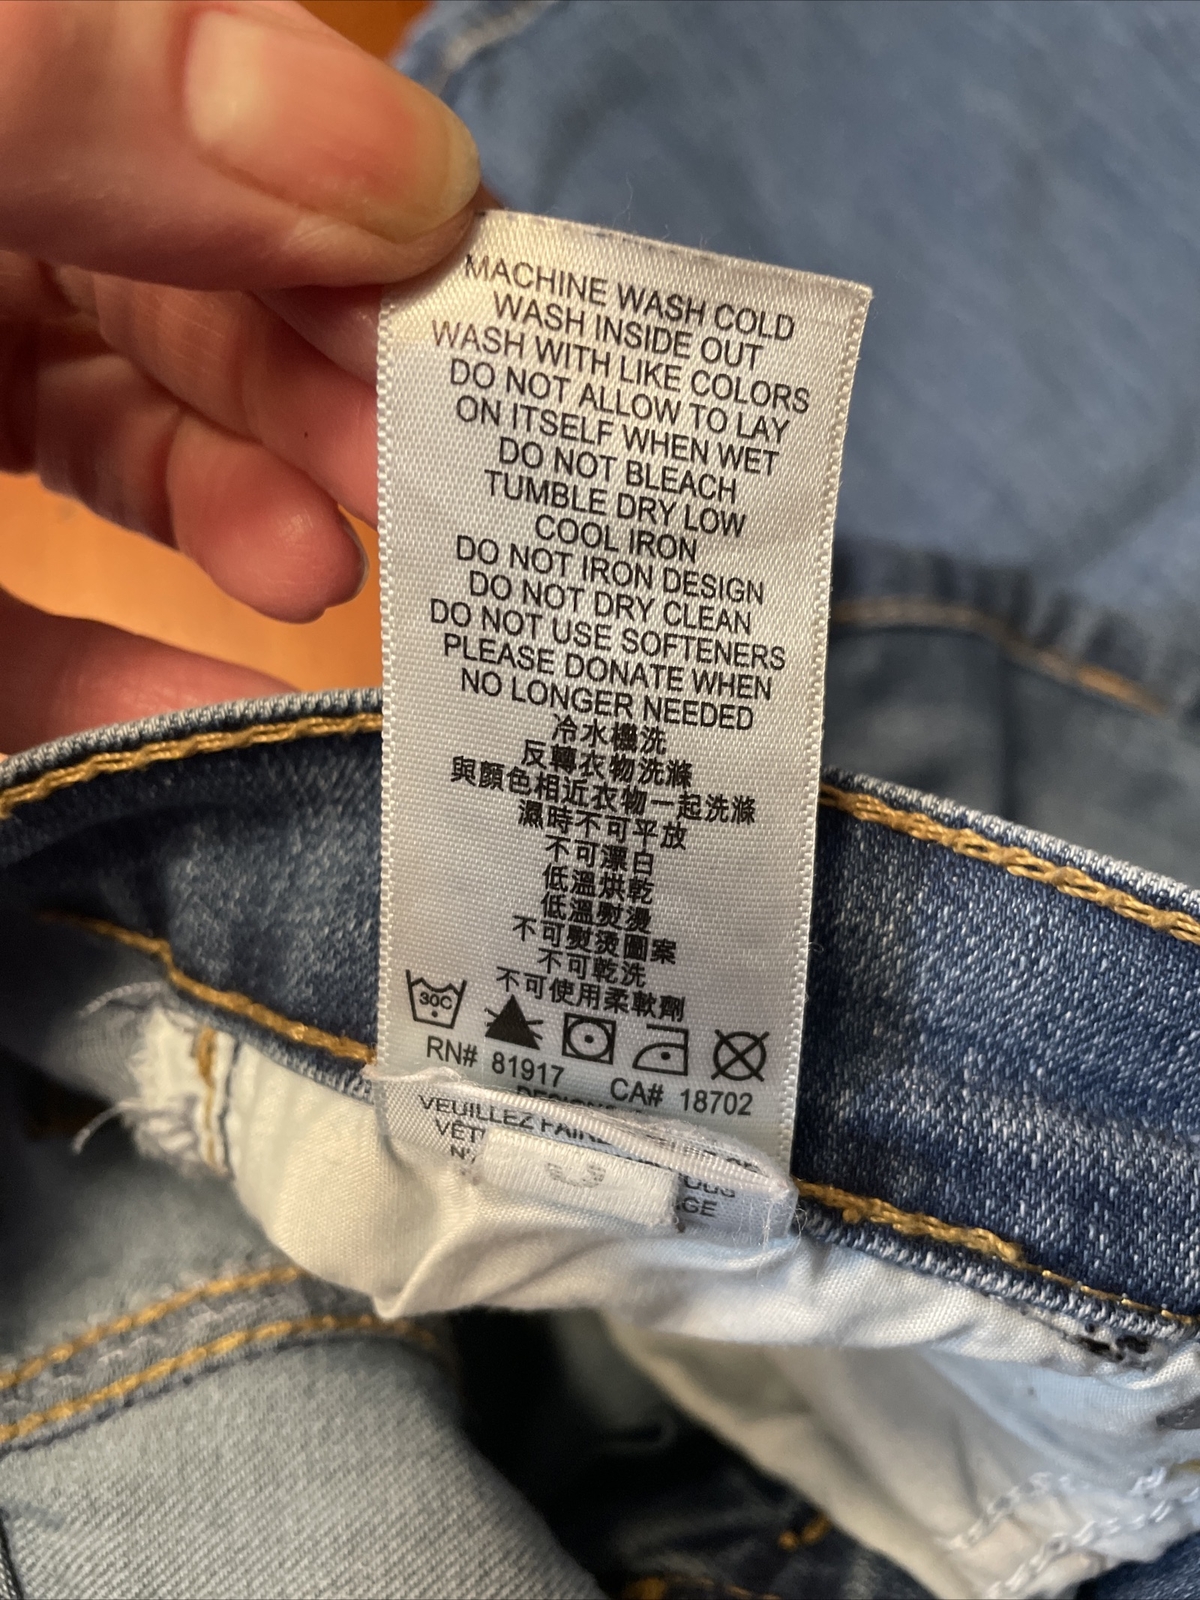 MACHINE WASH COLD
WASH INSIDE OUT
WASH WITH LIKE COLORS
DO NOT ALLOW TO LAY
ON ITSELF WHEN WET
DO NOT BLEACH
TUMBLE DRY LOW
COOL IRON
DO NOT IRON DESIGN
DO NOT DRY CLEAN
DO NOT USE SOFTENERS
PLEASE DONATE WHEN
NO LONGER NEEDED
冷水機洗
反轉衣物洗滌
與顏色相近衣物一起洗滌
濕時不可平放
不可漂白
低溫烘乾
低溫熨燙
不可熨燙圖案
不可乾洗
不可使用柔軟劑
30C
RN# 81917 CA# 18702
VEUILLEZ